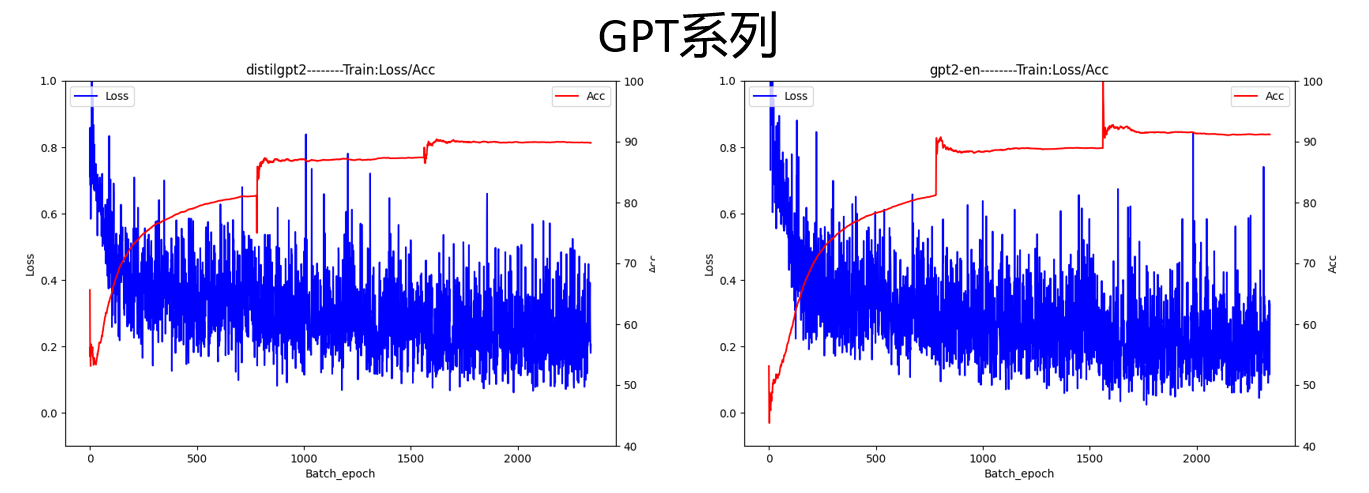 GPT系列
distilgpt2--------Train:Loss/Acc
Loss
Acc
1.0
0.8
0.6
0.4
0.2
0.0
Loss
100
90
80
70
60
50
40
Acc
0 500 1000 1500 2000
Batch_epoch
gpt2-en--------Train:Loss/Acc
Loss
Acc
1.0
0.8
0.6
0.4
0.2
0.0
Loss
100
90
80
70
60
50
40
Acc
0 500 1000 1500 2000
Batch_epoch